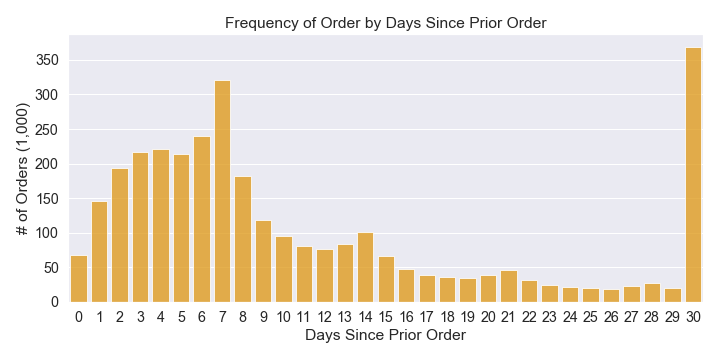 Frequency of Order by Days Since Prior Order
# of Orders (1,000)
350
300
250
200
150
100
50
0
0 1 2 3 4 5 6 7 8 9 10 11 12 13 14 15 16 17 18 19 20 21 22 23 24 25 26 27 28 29 30
Days Since Prior Order